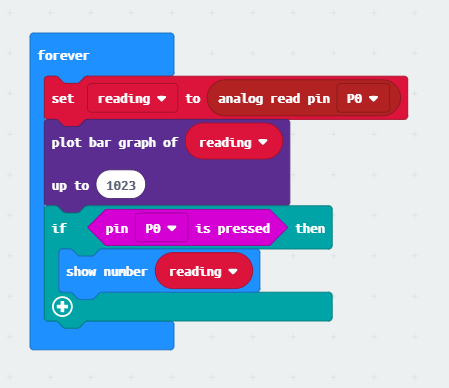 forever
set reading to analog read pin P0
plot bar graph of reading
up to 1023
if pin P0 is pressed then
show number reading